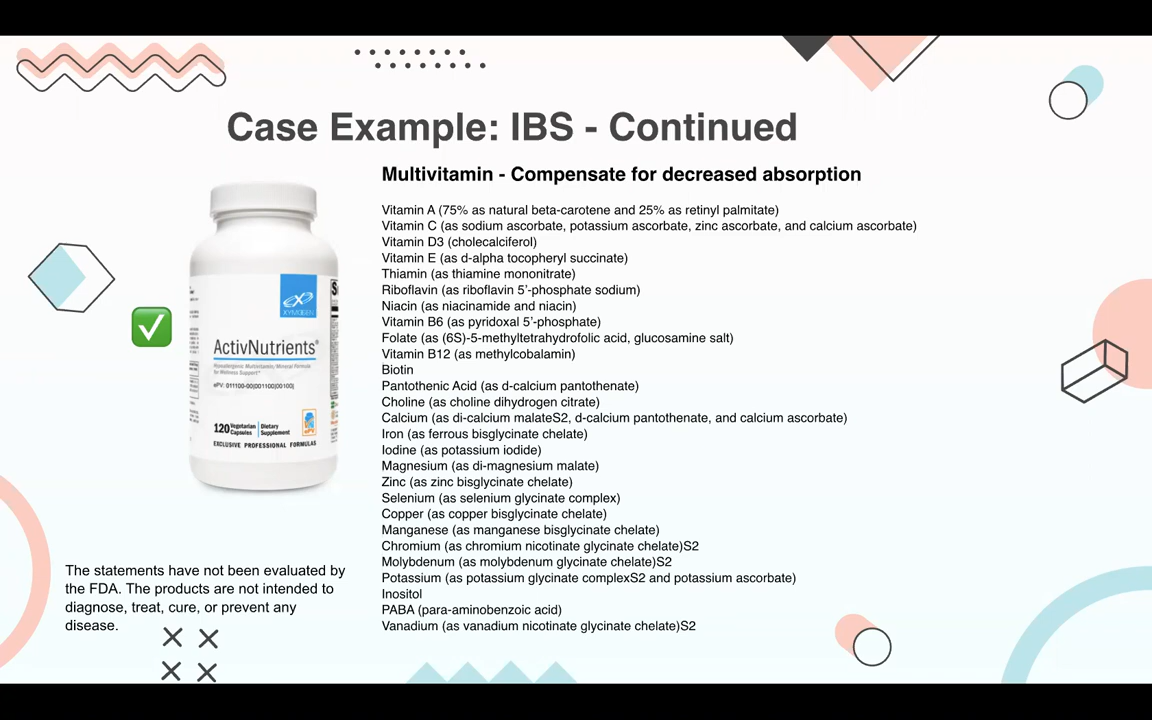 Case Example: IBS - Continued
Multivitamin - Compensate for decreased absorption
Vitamin A (75% as natural beta-carotene and 25% as retinyl palmitate)
Vitamin C (as sodium ascorbate, potassium ascorbate, zinc ascorbate, and calcium ascorbate)
Vitamin D3 (cholecalciferol)
Vitamin E (as d-alpha tocopheryl succinate)
Thiamin (as thiamine mononitrate)
Riboflavin (as riboflavin 5’-phosphate sodium)
Niacin (as niacinamide and niacin)
Vitamin B6 (as pyridoxal 5’-phosphate)
Folate (as (6S)-5-methyltetrahydrofolic acid, glucosamine salt)
Vitamin B12 (as methylcobalamin)
Biotin
Pantothenic Acid (as d-calcium pantothenate)
Choline (as choline dihydrogen citrate)
Calcium (as di-calcium malateS2, d-calcium pantothenate, and calcium ascorbate)
Iron (as ferrous bisglycinate chelate)
Iodine (as potassium iodide)
Magnesium (as di-magnesium malate)
Zinc (as zinc bisglycinate chelate)
Selenium (as selenium glycinate complex)
Copper (as copper bisglycinate chelate)
Manganese (as manganese bisglycinate chelate)
Chromium (as chromium nicotinate glycinate chelate)S2
Molybdenum (as molybdenum glycinate chelate)S2
Potassium (as potassium glycinate complexS2 and potassium ascorbate)
Inositol
PABA (para-aminobenzoic acid)
Vanadium (as vanadium nicotinate glycinate chelate)S2
XYMOGEN
ActivNutrients®
Hypoallergenic Multivitamin/Mineral Formula
for Wellness Support*
120 Vegetarian Capsules Dietary Supplement
EXCLUSIVE PROFESSIONAL FORMULAS
The statements have not been evaluated by
the FDA. The products are not intended to
diagnose, treat, cure, or prevent any
disease.